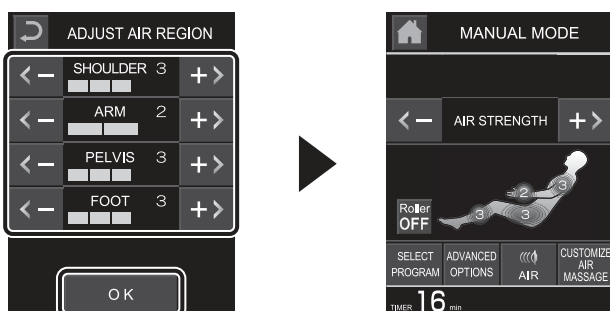 ADJUST AIR REGION
SHOULDER 3
ARM 2
PELVIS 3
FOOT 3
OK
MANUAL MODE
AIR STRENGTH
3
2
3
3
Roller
OFF
SELECT
PROGRAM
ADVANCED
OPTIONS
AIR
CUSTOMIZE
AIR
MASSAGE
TIMER 16 min